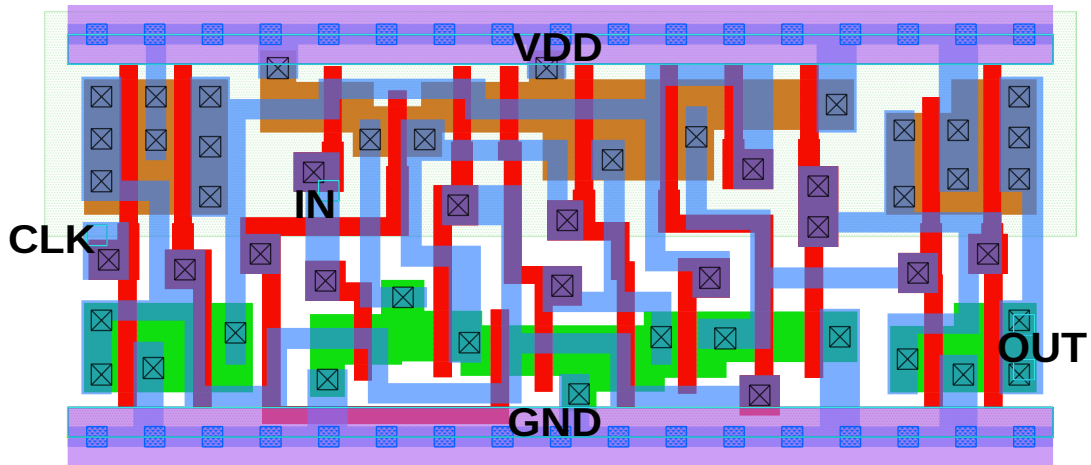 VDD
IN
CLK
OUT
GND